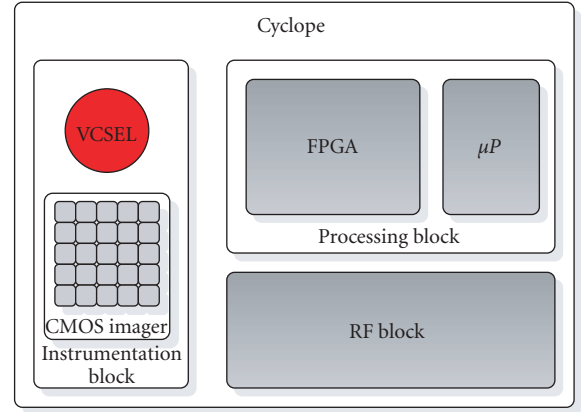 Cyclope
VCSEL
CMOS imager
Instrumentation
block
FPGA
μP
Processing block
RF block